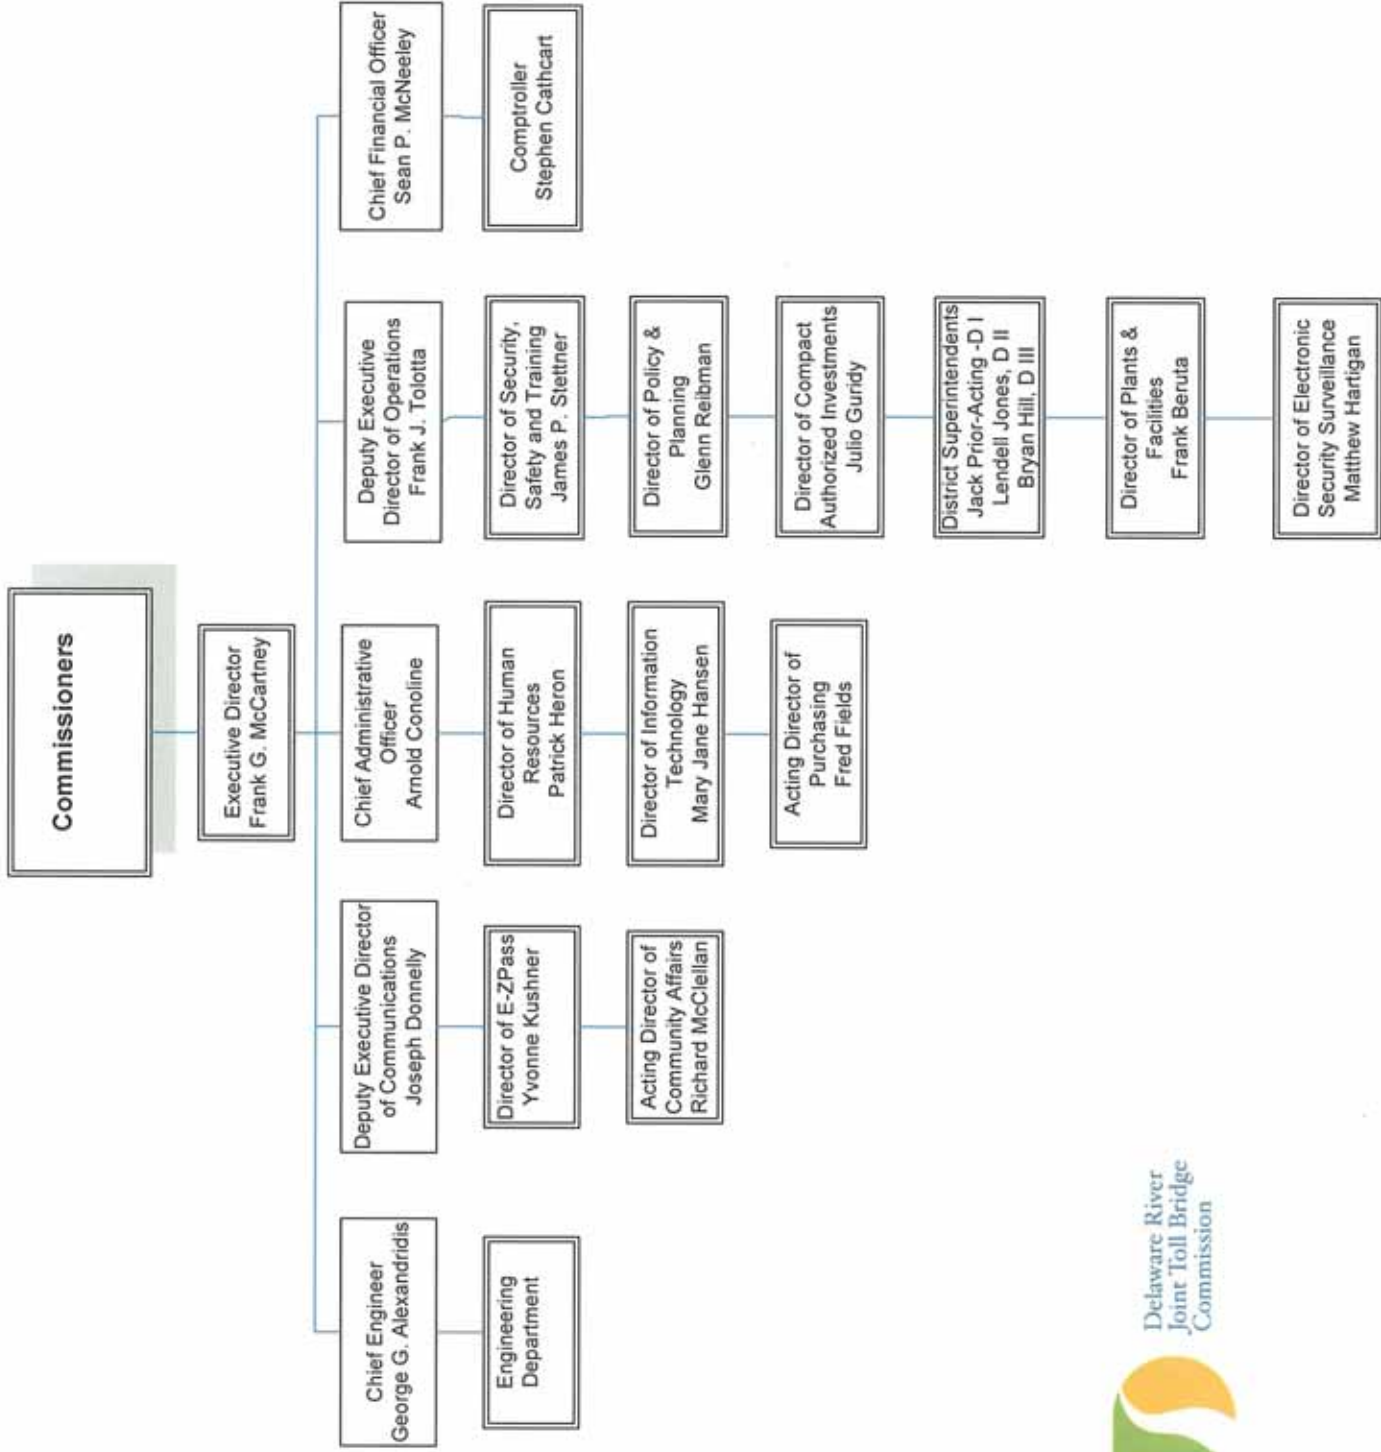 Commissioners
Executive Director
Frank G. McCartney
Chief Engineer
George G. Alexandridis
Engineering
Department
Deputy Executive Director
of Communications
Joseph Donnelly
Director of E-ZPass
Yvonne Kushner
Acting Director of
Community Affairs
Richard McClellan
Chief Administrative
Officer
Arnold Conoline
Director of Human
Resources
Patrick Heron
Director of Information
Technology
Mary Jane Hansen
Acting Director of
Purchasing
Fred Fields
Deputy Executive
Director of Operations
Frank J. Tolotta
Director of Security,
Safety and Training
James P. Stettner
Director of Policy &
Planning
Glenn Reibman
Director of Compact
Authorized Investments
Julio Guridy
District Superintendents
Jack Prior-Acting -D I
Lendell Jones, D II
Bryan Hill, D III
Director of Plants &
Facilities
Frank Beruta
Director of Electronic
Security Surveillance
Matthew Hartigan
Chief Financial Officer
Sean P. McNeeley
Comptroller
Stephen Cathcart
Delaware River
Joint Toll Bridge
Commission